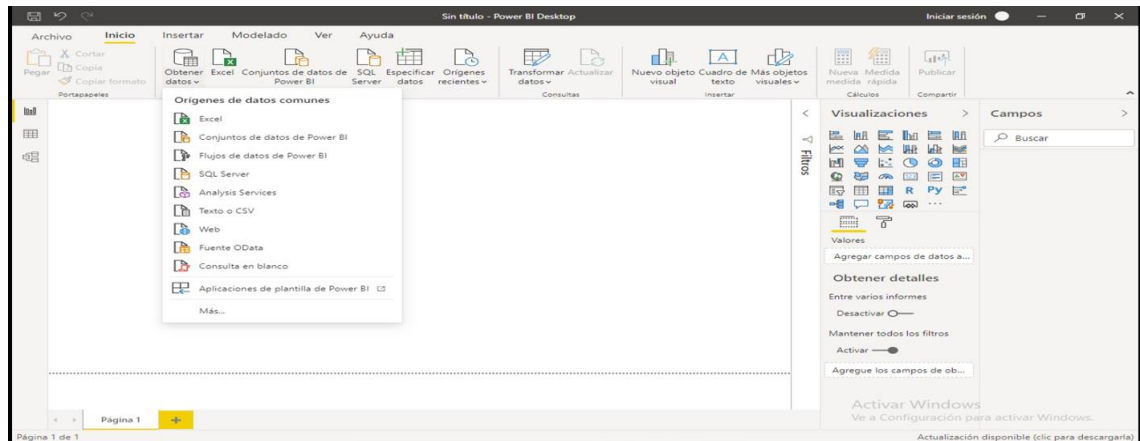 Sin título - Power BI Desktop
Iniciar sesión
Archivo Inicio Insertar Modelado Ver Ayuda
Pegar
Cortar
Copia
Copiar formato
Portapapeles
Obtener datos
Excel
Conjuntos de datos de Power BI
SQL Server
Especificar datos
Orígenes recientes
Transformar datos
Actualizar
Consultas
Nuevo objeto visual
Cuadro de texto
Más objetos visuales
Insertar
Nueva medida
Medida rápida
Cálculos
Publicar
Compartir
Orígenes de datos comunes
Excel
Conjuntos de datos de Power BI
Flujos de datos de Power BI
SQL Server
Analysis Services
Texto o CSV
Web
Fuente OData
Consulta en blanco
Aplicaciones de plantilla de Power BI
Más...
Filtros
Visualizaciones
R Py
Valores
Agregar campos de datos a...
Obtener detalles
Entre varios informes
Desactivar
Mantener todos los filtros
Activar
Agregue los campos de ob...
Campos
Buscar
Activar Windows
Ve a Configuración para activar Windows.
Página 1
Página 1 de 1
Actualización disponible (clic para descargarla)